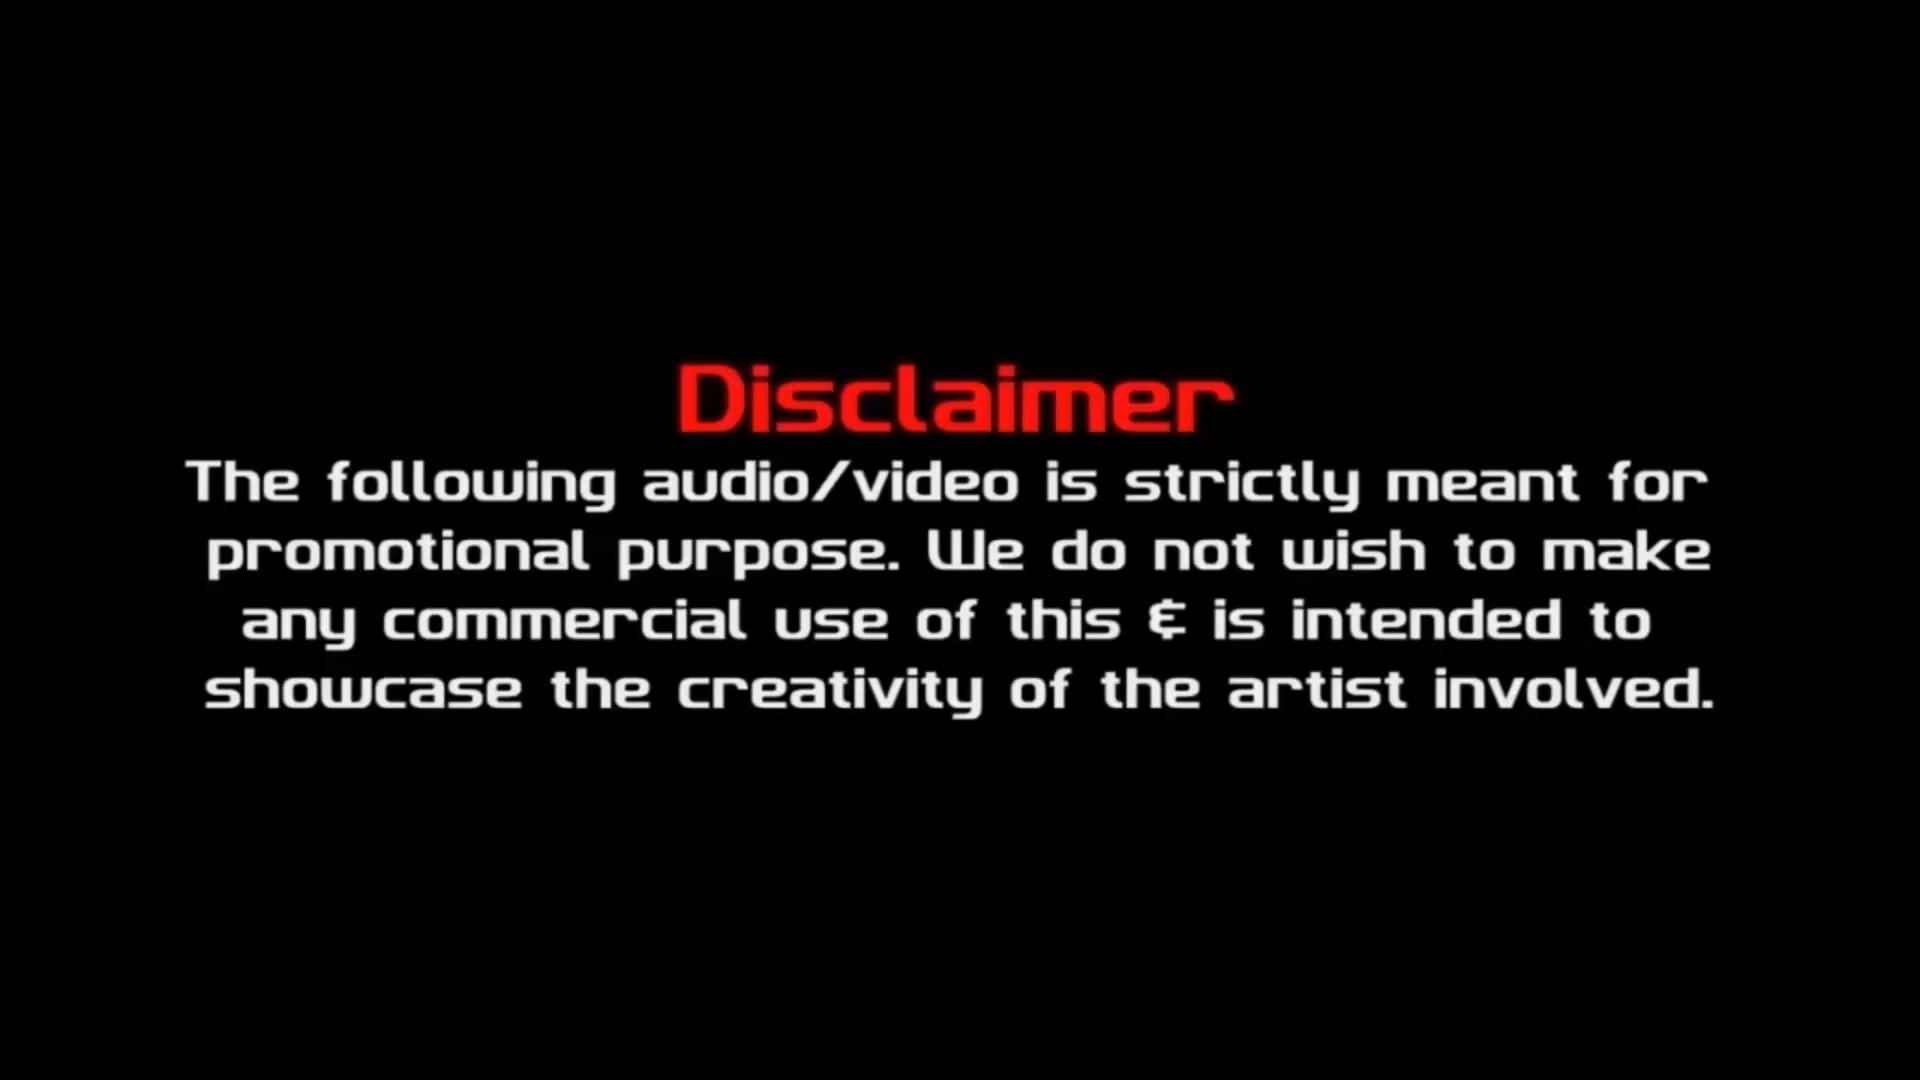 Disclaimer
The following audio/video is strictly meant for
promotional purpose. We do not wish to make
any commercial use of this & is intended to
showcase the creativity of the artist involved.